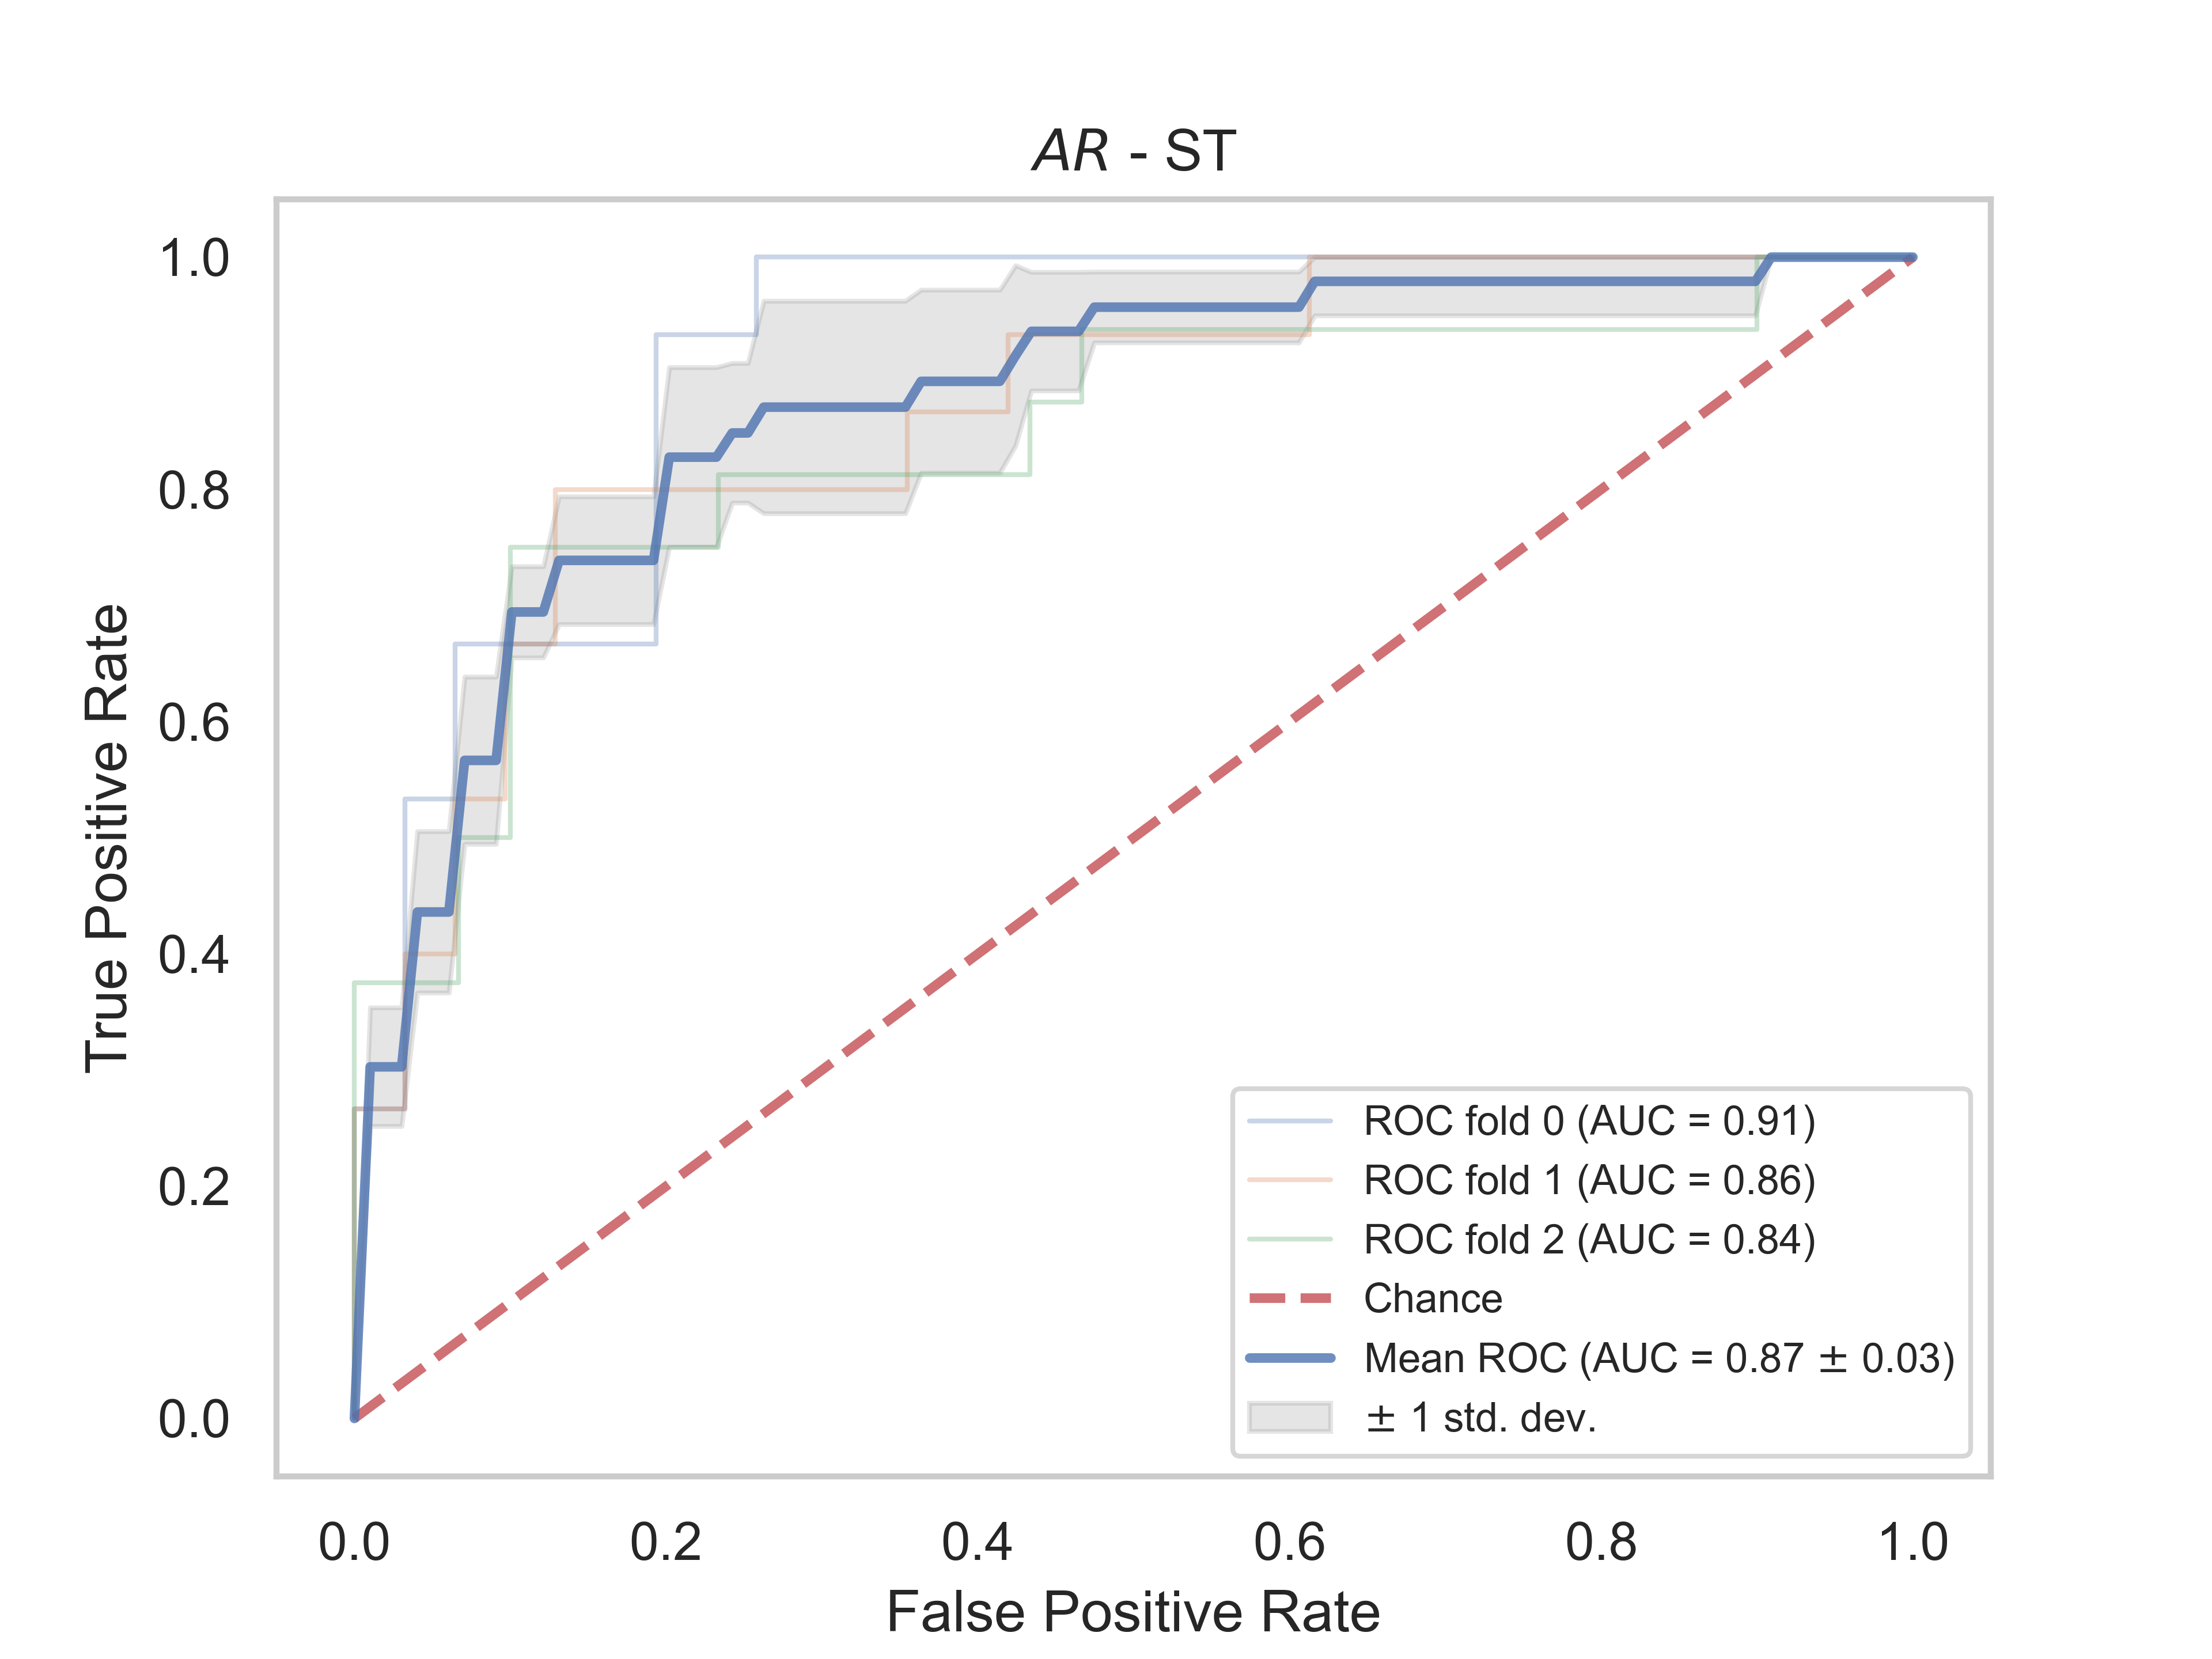 AR - ST
True Positive Rate
1.0
0.8
0.6
0.4
0.2
0.0
ROC fold 0 (AUC = 0.91)
ROC fold 1 (AUC = 0.86)
ROC fold 2 (AUC = 0.84)
Chance
Mean ROC (AUC = 0.87 ± 0.03)
± 1 std. dev.
0.0 0.2 0.4 0.6 0.8 1.0
False Positive Rate